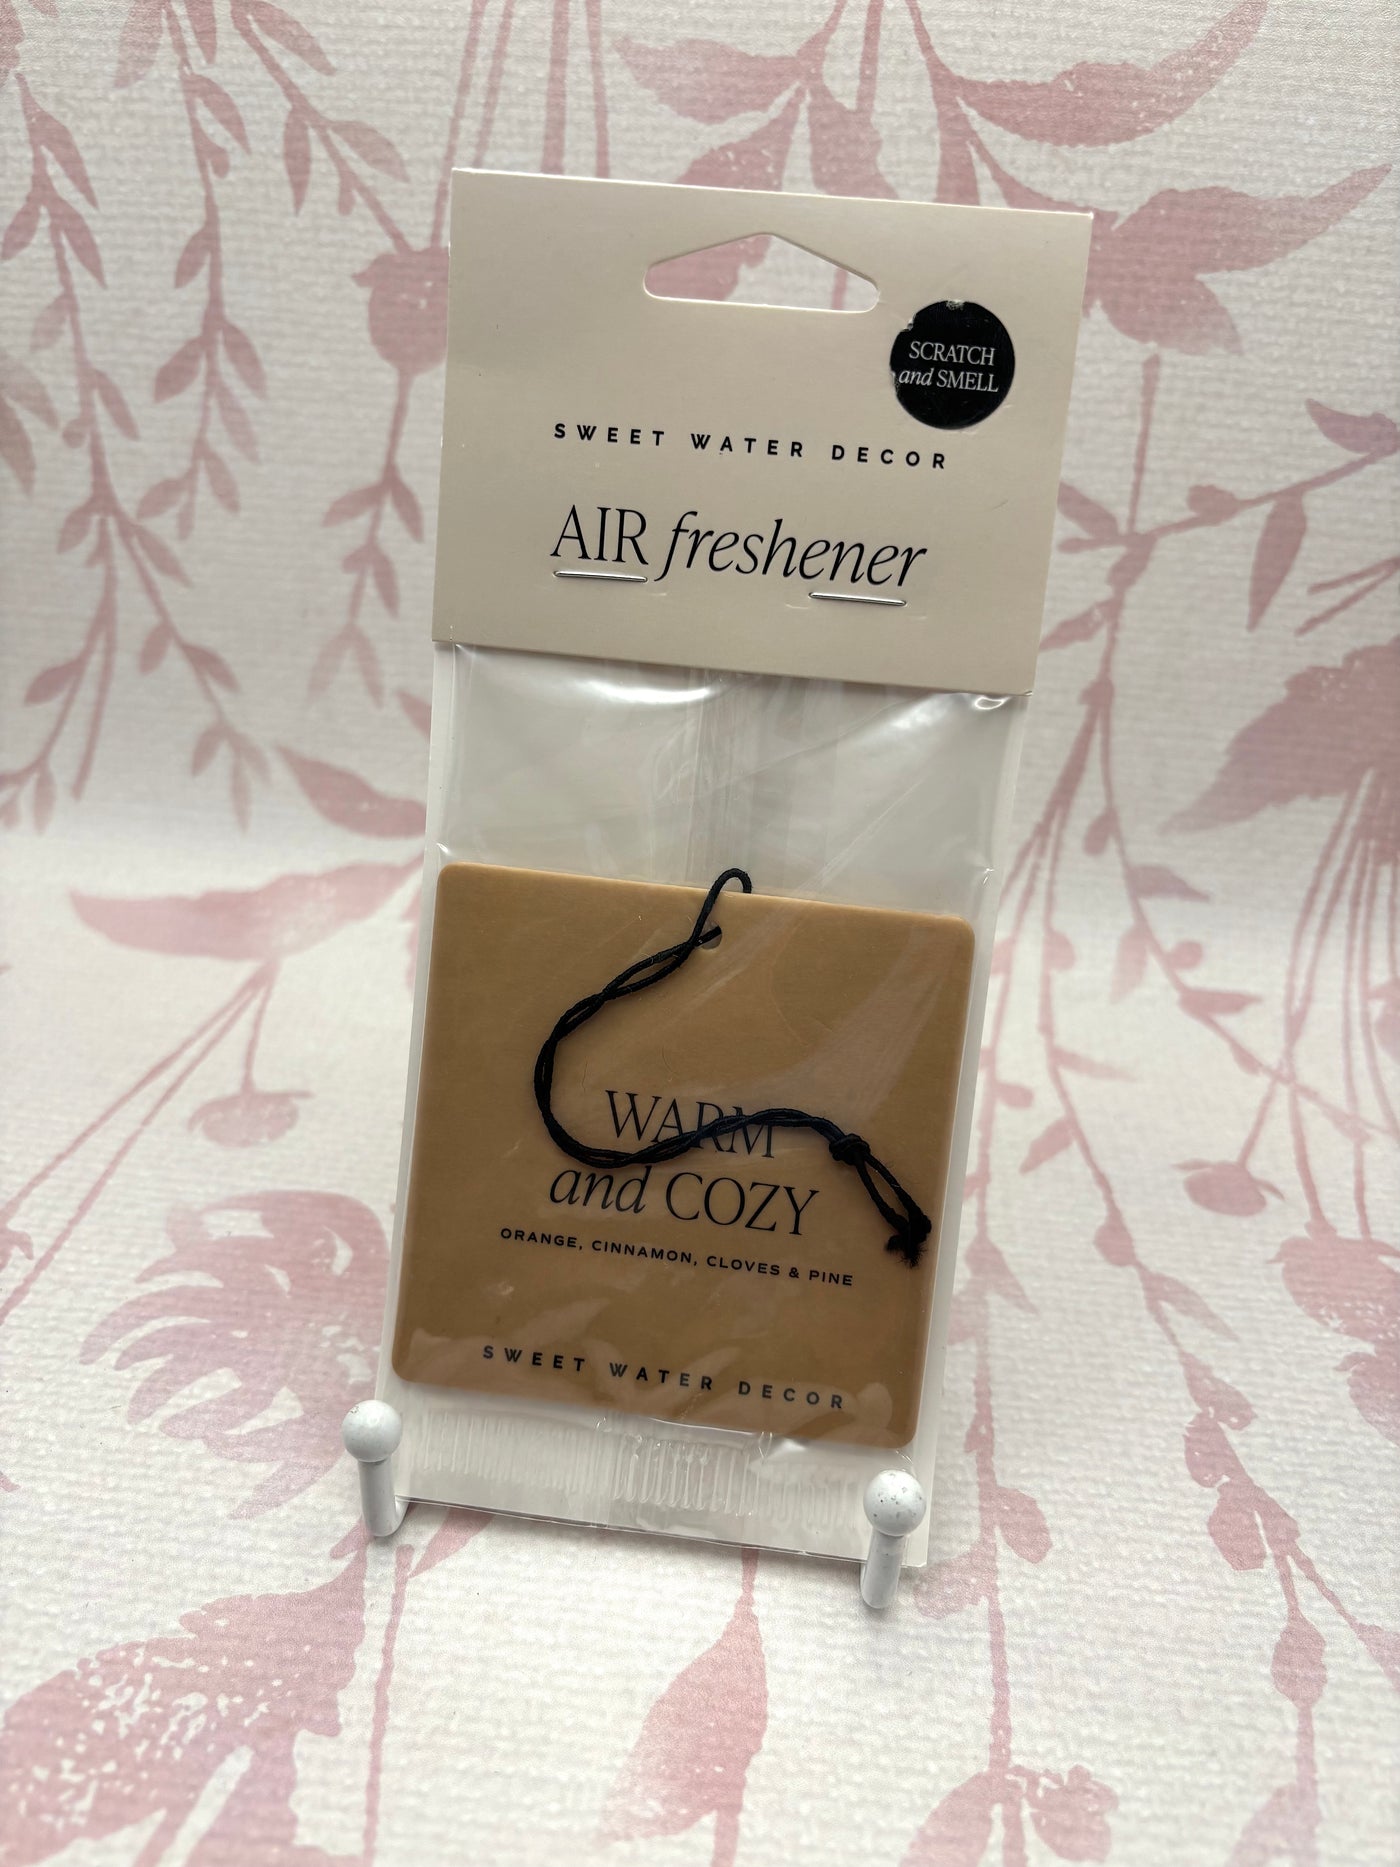 SCRATCH
and SMELL
SWEET WATER DECOR
AIR freshener
WARM
and COZY
ORANGE, CINNAMON, CLOVES & PINE
SWEET WATER DECOR